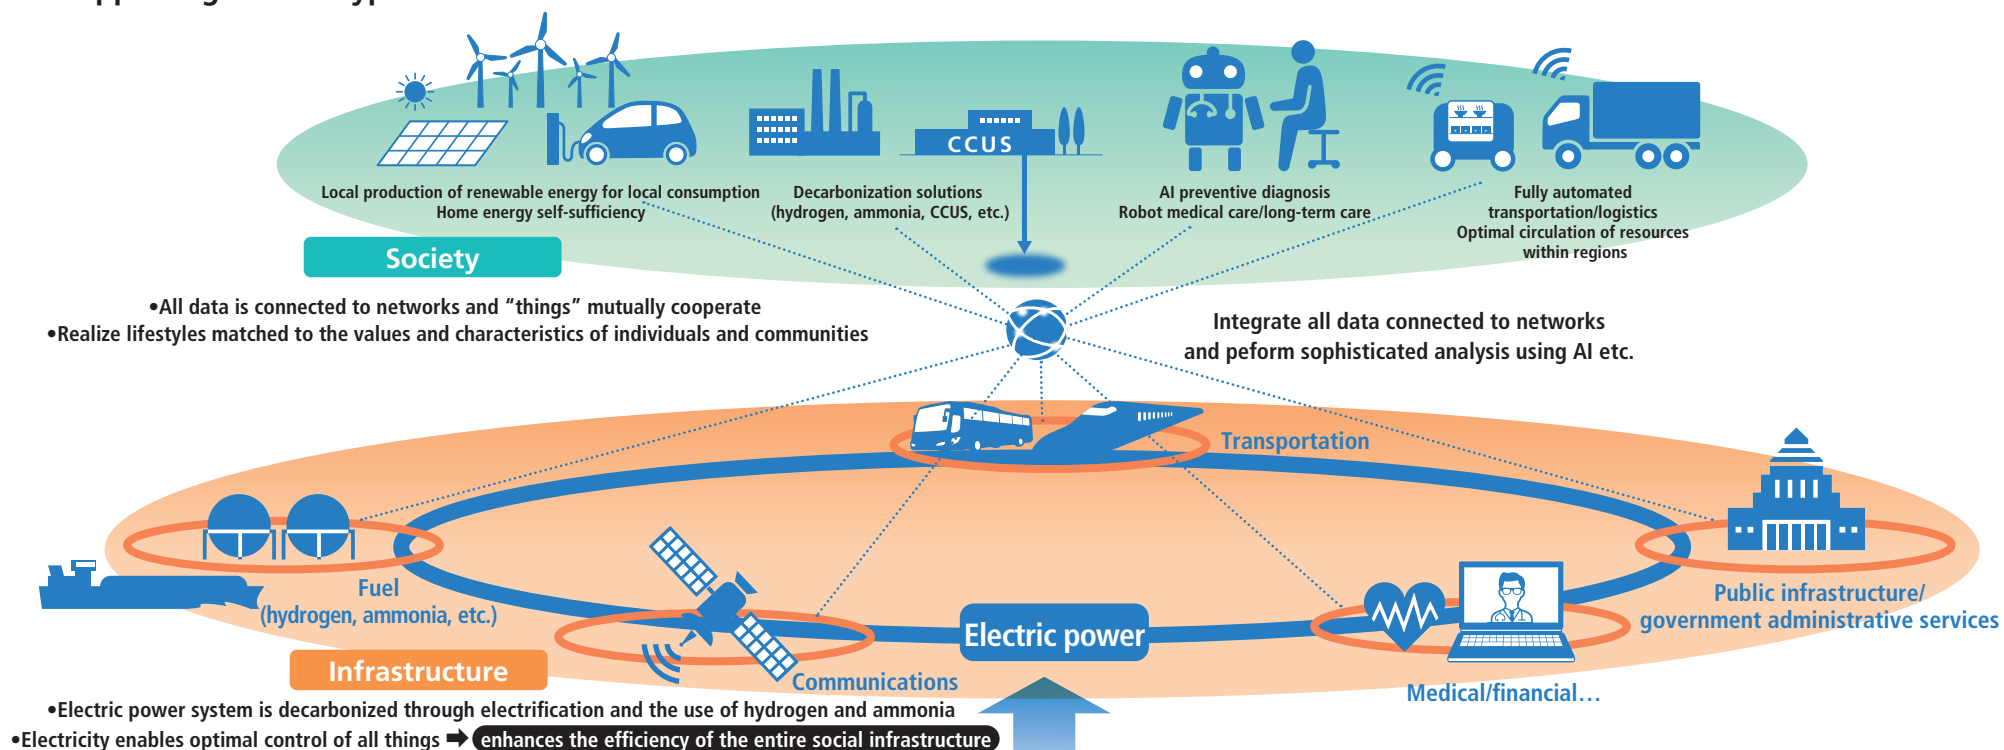 CCUS
Local production of renewable energy for local consumption
Home energy self-sufficiency
Decarbonization solutions
(hydrogen, ammonia, CCUS, etc.)
AI preventive diagnosis
Robot medical care/long-term care
Fully automated
transportation/logistics
Optimal circulation of resources
within regions
Society
•All data is connected to networks and “things” mutually cooperate
•Realize lifestyles matched to the values and characteristics of individuals and communities
Integrate all data connected to networks
and peform sophisticated analysis using AI etc.
Transportation
Fuel
(hydrogen, ammonia, etc.)
Public infrastructure/
government administrative services
Electric power
Infrastructure
Communications
Medical/financial…
•Electric power system is decarbonized through electrification and the use of hydrogen and ammonia
•Electricity enables optimal control of all things ➡ enhances the efficiency of the entire social infrastructure